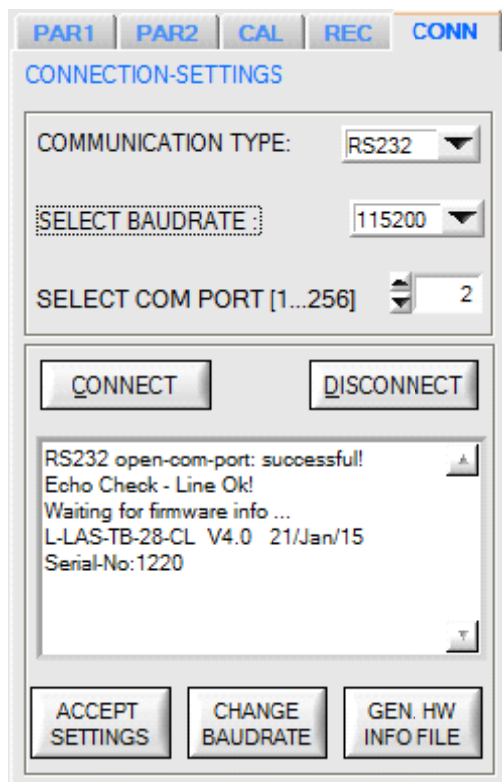 PAR1 PAR2 CAL REC CONN
CONNECTION-SETTINGS
COMMUNICATION TYPE: RS232
SELECT BAUDRATE : 115200
SELECT COM PORT [1...256] 2
CONNECT DISCONNECT
RS232 open-com-port: successful!
Echo Check - Line Ok!
Waiting for firmware info ...
L-LAS-TB-28-CL V4.0 21/Jan/15
Serial-No:1220
ACCEPT SETTINGS CHANGE BAUDRATE GEN. HW INFO FILE